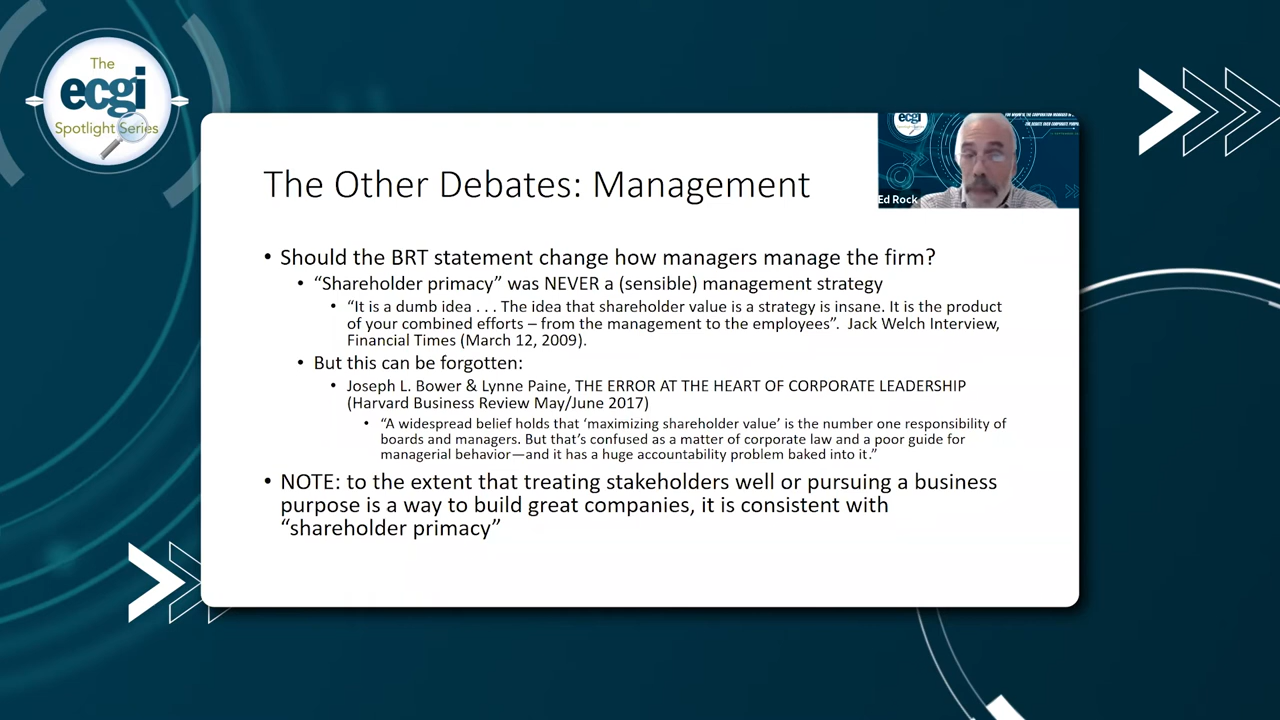 The
ecgi
Spotlight Series
ecgi
Ed Rock
The Other Debates: Management
• Should the BRT statement change how managers manage the firm?
• “Shareholder primacy” was NEVER a (sensible) management strategy
• “It is a dumb idea . . . The idea that shareholder value is a strategy is insane. It is the product
of your combined efforts – from the management to the employees”. Jack Welch Interview,
Financial Times (March 12, 2009).
• But this can be forgotten:
• Joseph L. Bower & Lynne Paine, THE ERROR AT THE HEART OF CORPORATE LEADERSHIP
(Harvard Business Review May/June 2017)
• “A widespread belief holds that ‘maximizing shareholder value’ is the number one responsibility of
boards and managers. But that’s confused as a matter of corporate law and a poor guide for
managerial behavior—and it has a huge accountability problem baked into it.”
• NOTE: to the extent that treating stakeholders well or pursuing a business
purpose is a way to build great companies, it is consistent with
“shareholder primacy”